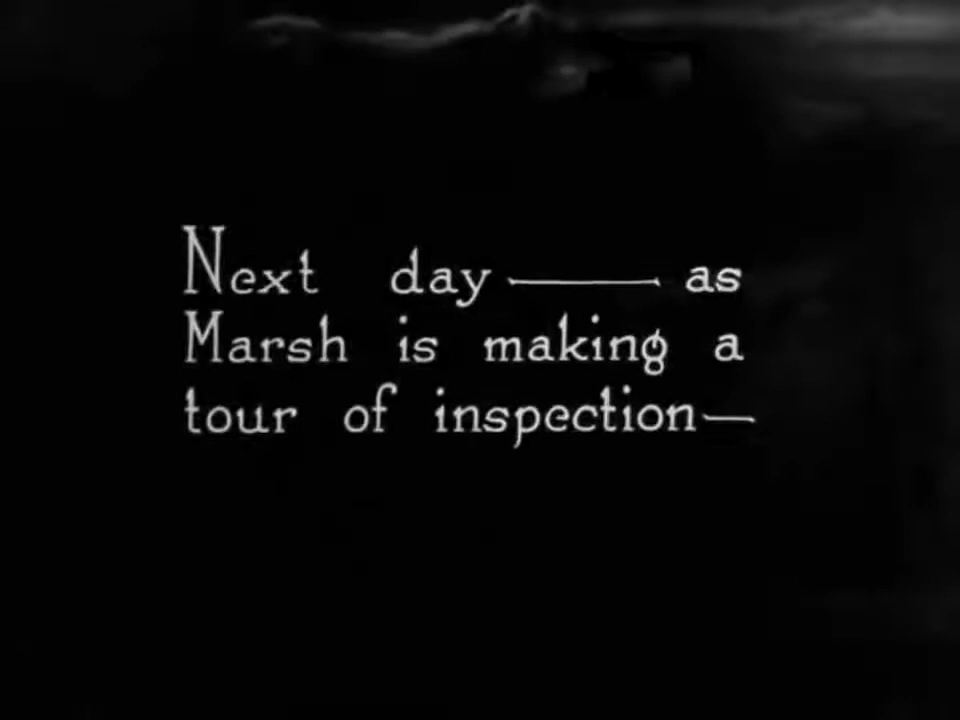 Next day — as
Marsh is making a
tour of inspection—